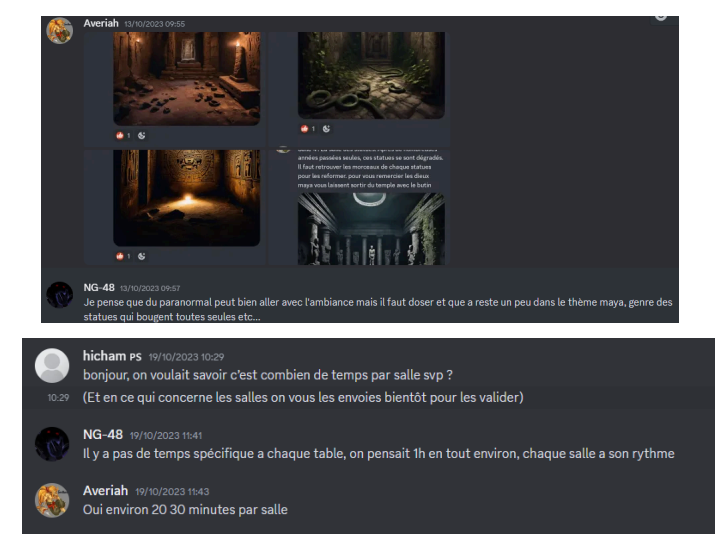 Averiah 13/10/2023 09:55
1
1
années passées seules, ces statues se sont dégradés.
Il faut retrouver les morceaux de chaque statues
pour les reformer. pour vous remercier les dieux
maya vous laissent sortir du temple avec le butin
1
NG-48 13/10/2023 09:57
Je pense que du paranormal peut bien aller avec l'ambiance mais il faut doser et que a reste un peu dans le thème maya, genre des
statues qui bougent toutes seules etc...
hicham PS 19/10/2023 10:29
bonjour, on voulait savoir c'est combien de temps par salle svp ?
10:29 (Et en ce qui concerne les salles on vous les envoies bientôt pour les valider)
NG-48 19/10/2023 11:41
Il y a pas de temps spécifique a chaque table, on pensait 1h en tout environ, chaque salle a son rythme
Averiah 19/10/2023 11:43
Oui environ 20 30 minutes par salle